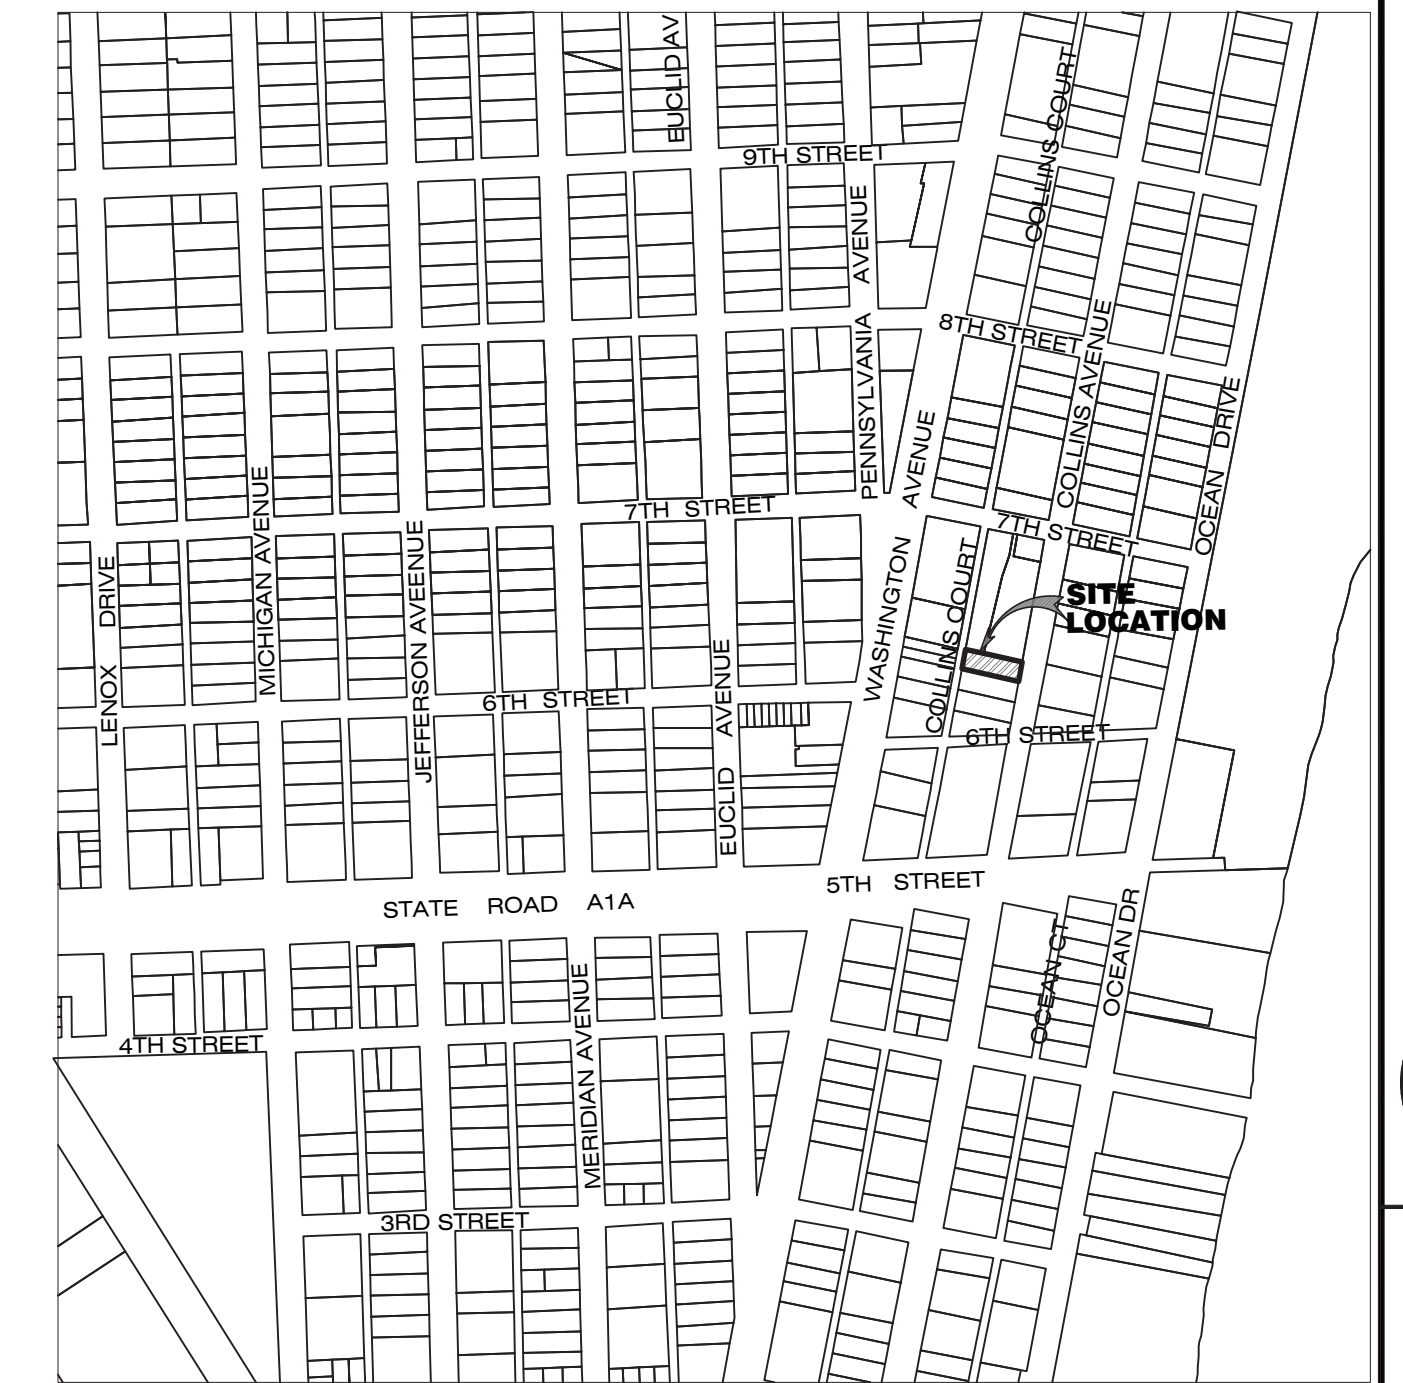 EUCLID AV
COLLINS COURT
9TH STREET
PENNSYLVANIA AVENUE
8TH STREET
COLLINS AVENUE
OCEAN DRIVE
WASHINGTON AVENUE
7TH STREET
7TH STREET
MICHIGAN AVENUE
JEFFERSON AVEENUE
LENOX DRIVE
COLLINS COURT
SITE
LOCATION
6TH STREET
EUCLID AVENUE
6TH STREET
5TH STREET
STATE ROAD A1A
OCEAN DR
OCEAN CT
MERIDIAN AVENUE
4TH STREET
3RD STREET